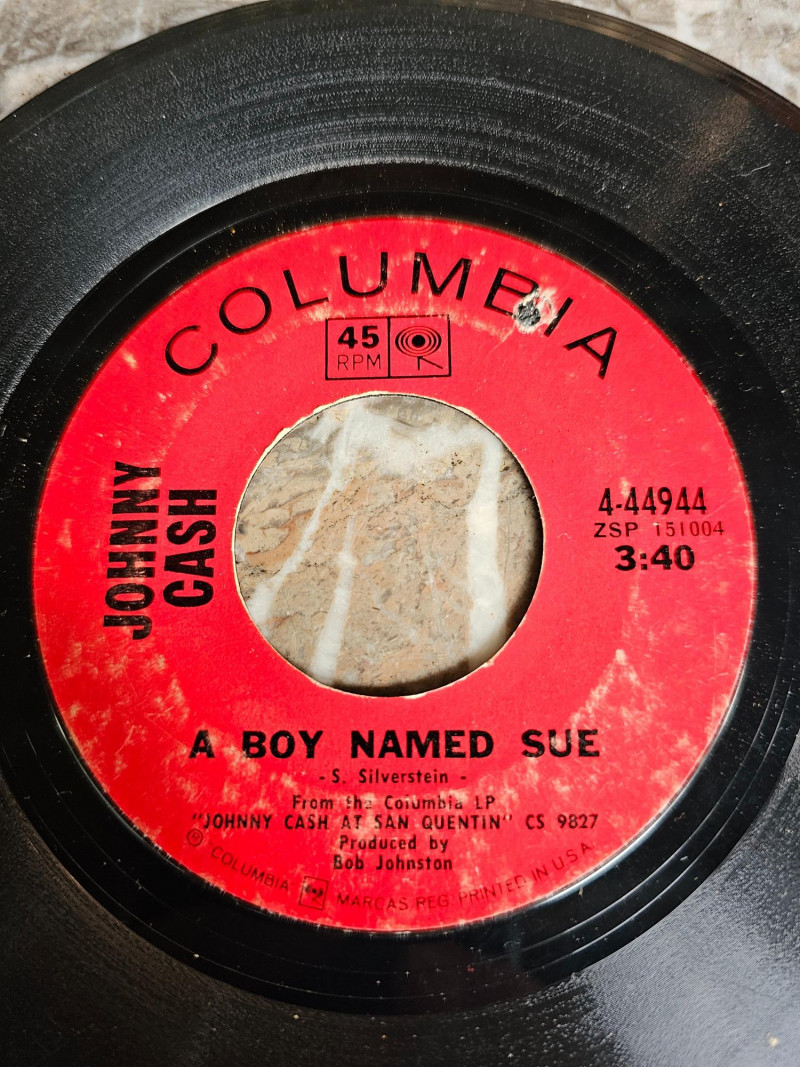 COLUMBIA
45
RPM
JOHNNY
CASH
4-44944
ZSP 151004
3:40
A BOY NAMED SUE
- S. Silverstein -
From the Columbia LP
"JOHNNY CASH AT SAN QUENTIN" CS 9827
Produced by
Bob Johnston
® COLUMBIA MARCAS REG. PRINTED IN U.S.A.